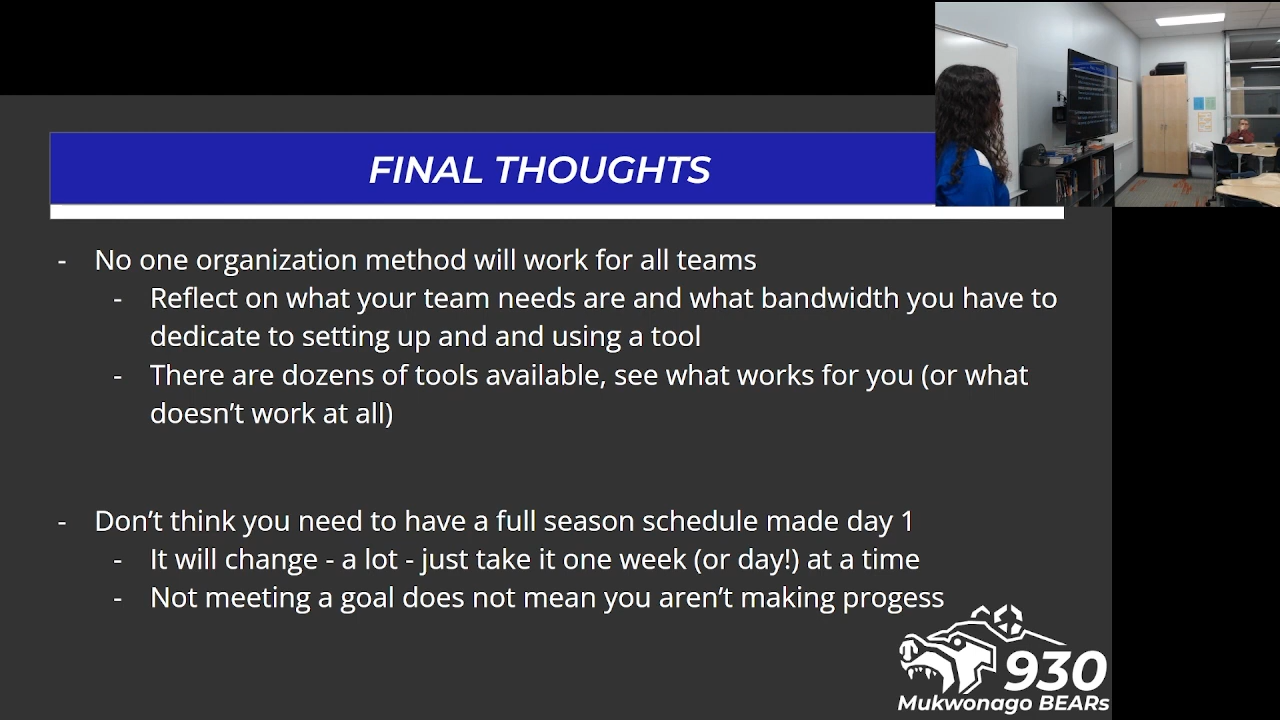 FINAL THOUGHTS
- No one organization method will work for all teams
- Reflect on what your team needs are and what bandwidth you have to
dedicate to setting up and and using a tool
- There are dozens of tools available, see what works for you (or what
doesn't work at all)
- Don't think you need to have a full season schedule made day 1
- It will change - a lot - just take it one week (or day!) at a time
- Not meeting a goal does not mean you aren't making progess
930
Mukwonago BEARs